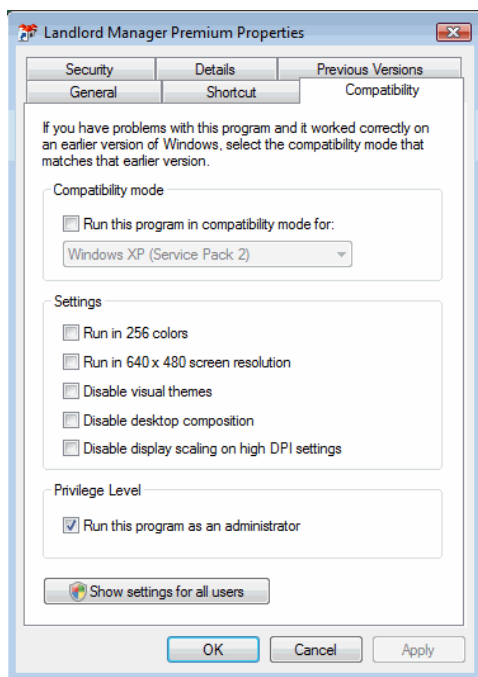 Landlord Manager Premium Properties
Security Details Previous Versions
General Shortcut Compatibility
If you have problems with this program and it worked correctly on
an earlier version of Windows, select the compatibility mode that
matches that earlier version.
Compatibility mode
Run this program in compatibility mode for:
Windows XP (Service Pack 2)
Settings
Run in 256 colors
Run in 640 x 480 screen resolution
Disable visual themes
Disable desktop composition
Disable display scaling on high DPI settings
Privilege Level
Run this program as an administrator
Show settings for all users
OK Cancel Apply